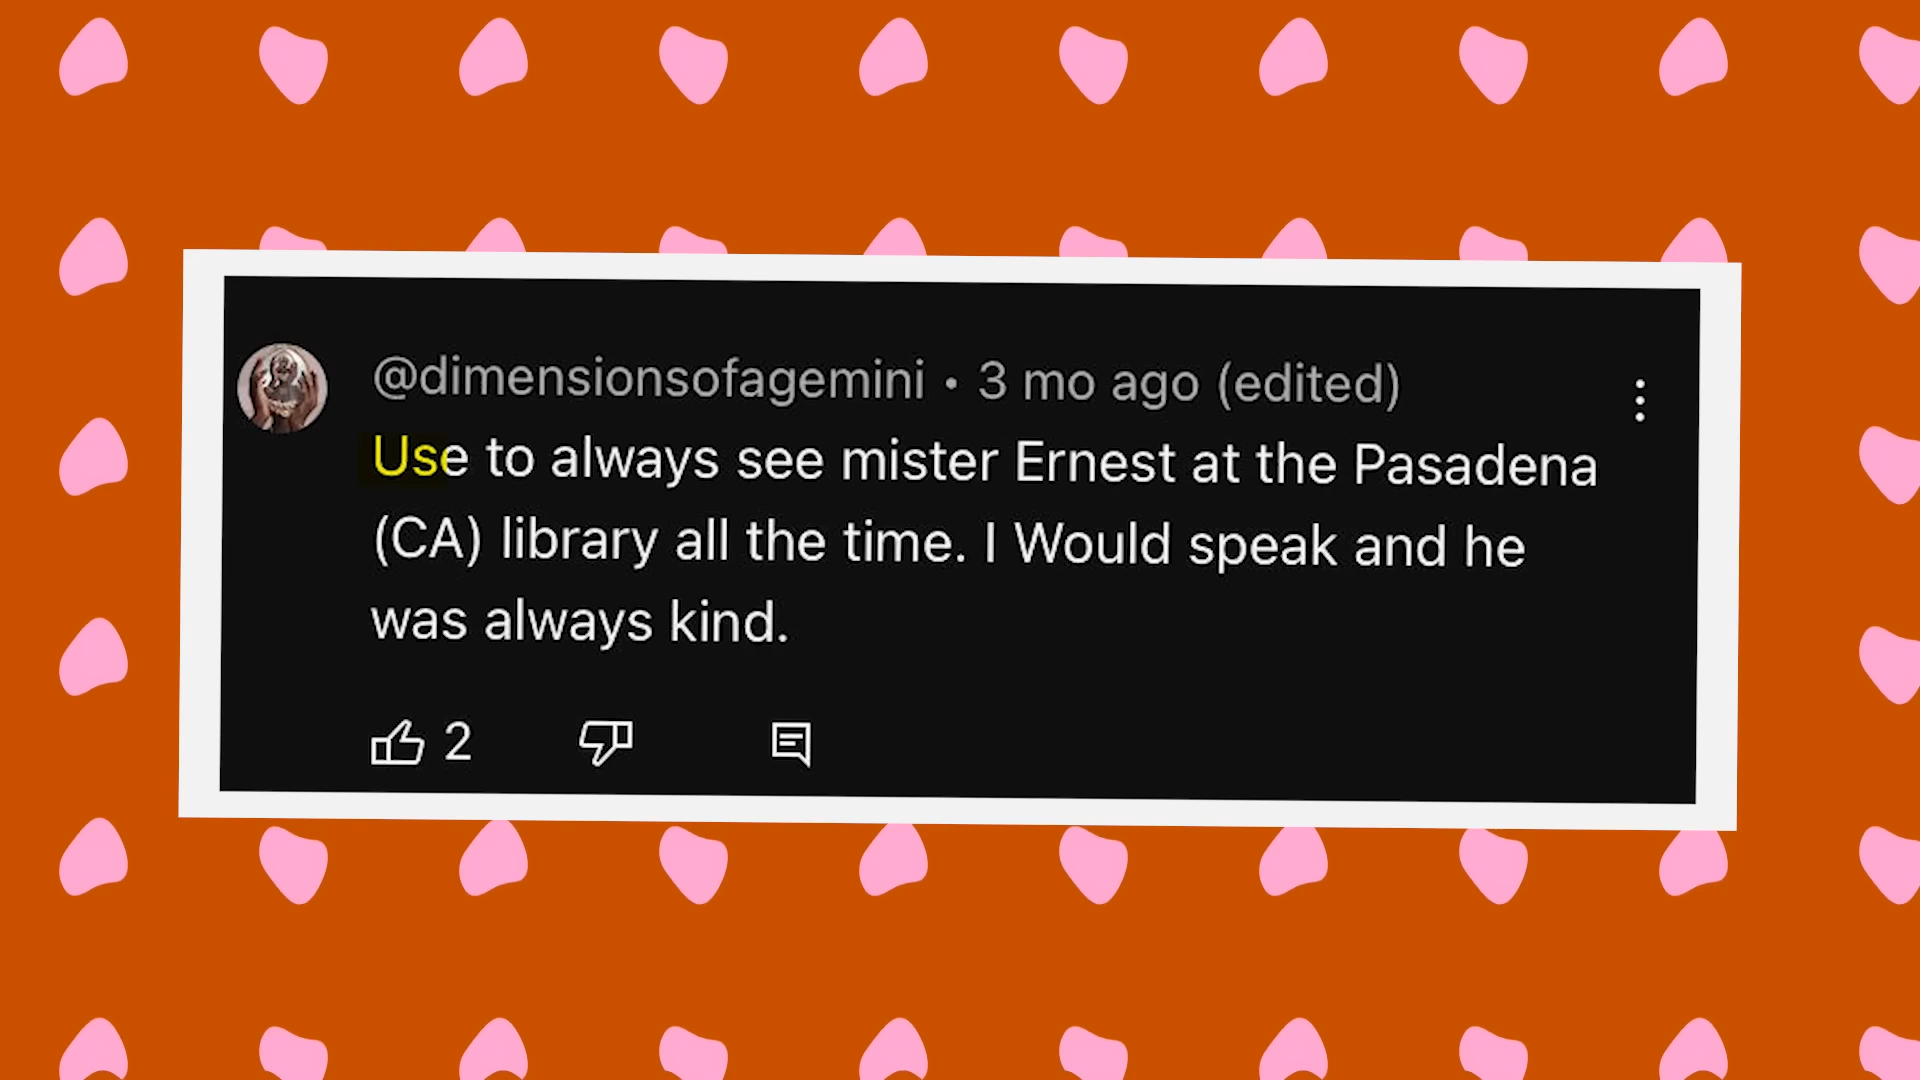 @dimensionsofagemini • 3 mo ago (edited)
Use to always see mister Ernest at the Pasadena
(CA) library all the time. I Would speak and he
was always kind.
2